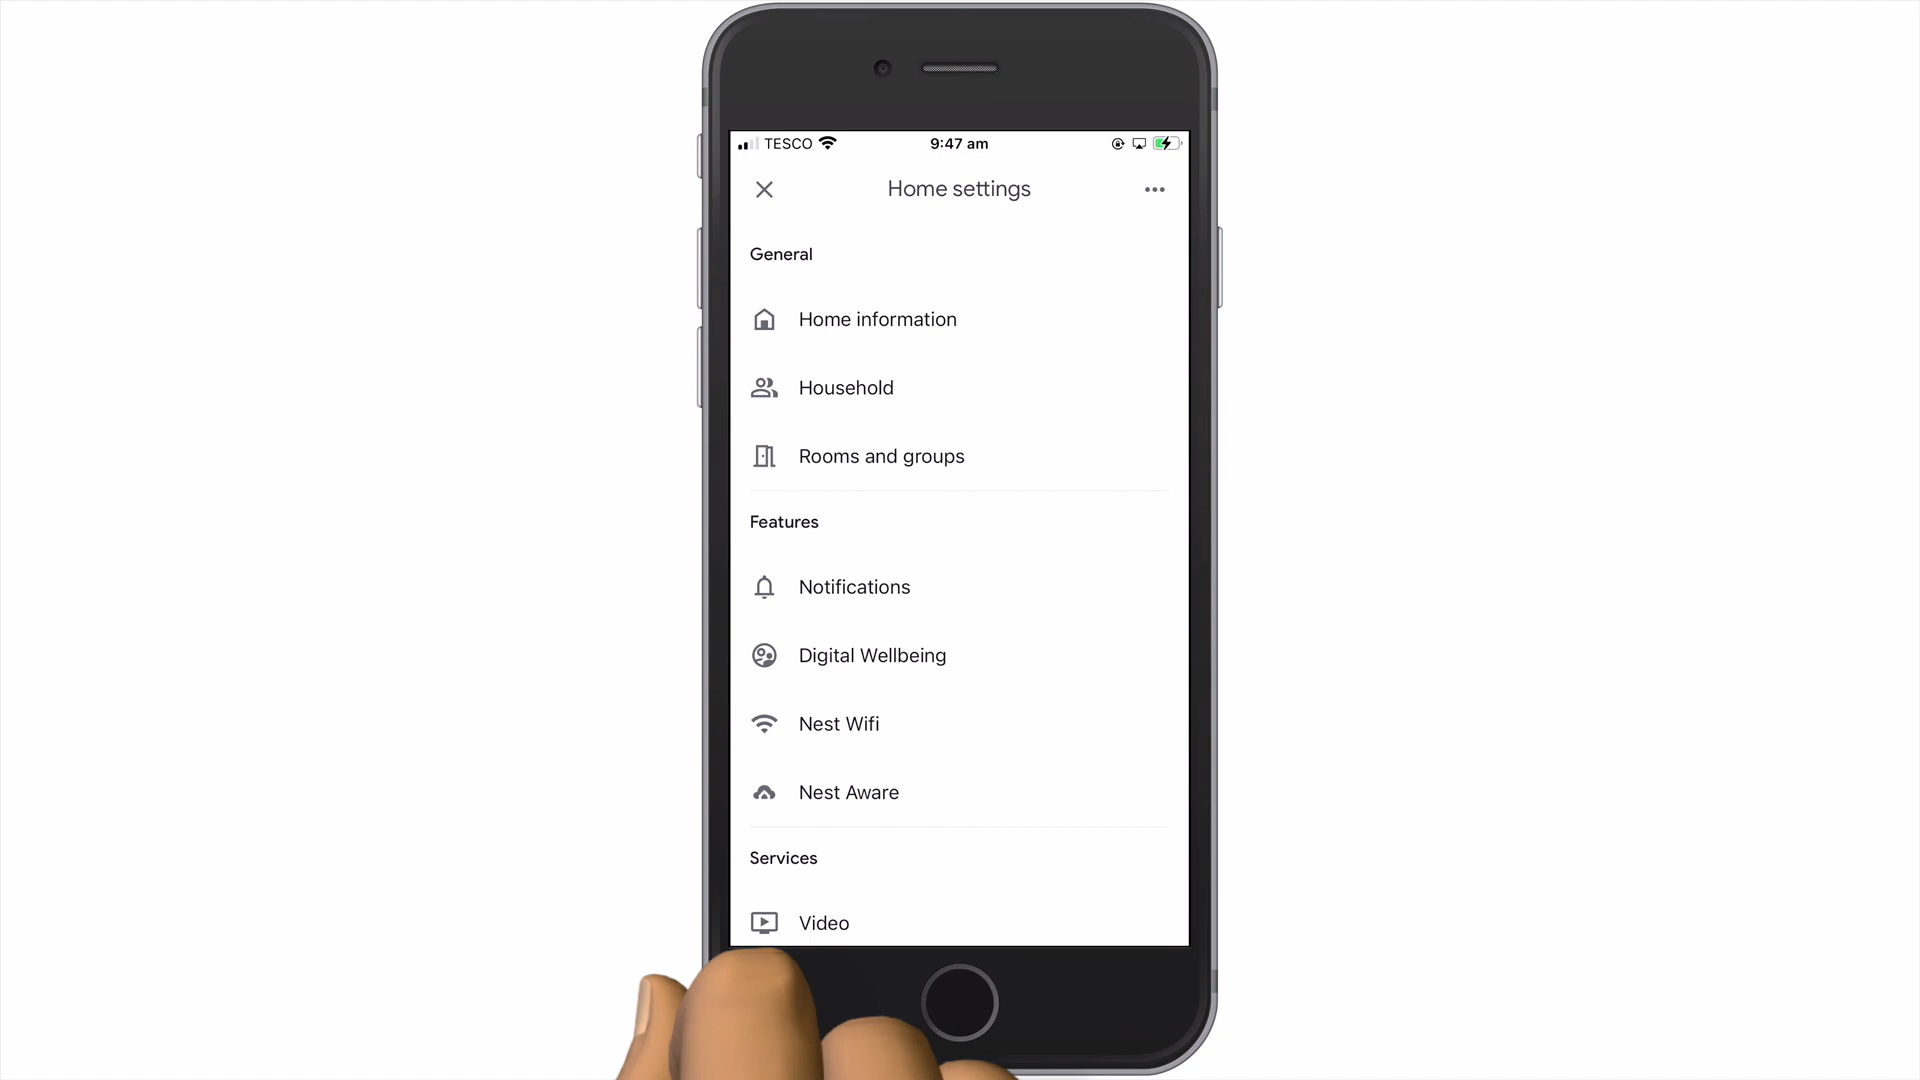 TESCO 9:47 am
Home settings
General
Home information
Household
Rooms and groups
Features
Notifications
Digital Wellbeing
Nest Wifi
Nest Aware
Services
Video